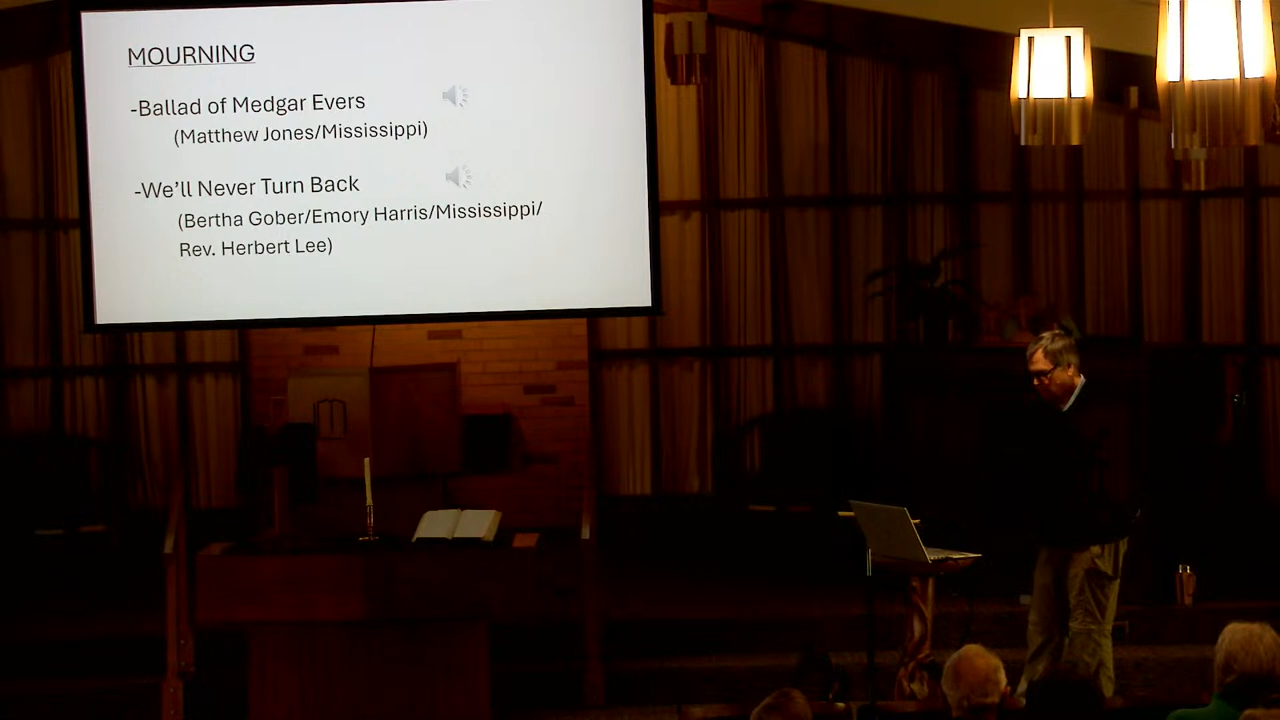 MOURNING
-Ballad of Medgar Evers
(Matthew Jones/Mississippi)
-We’ll Never Turn Back
(Bertha Gober/Emory Harris/Mississippi/
Rev. Herbert Lee)